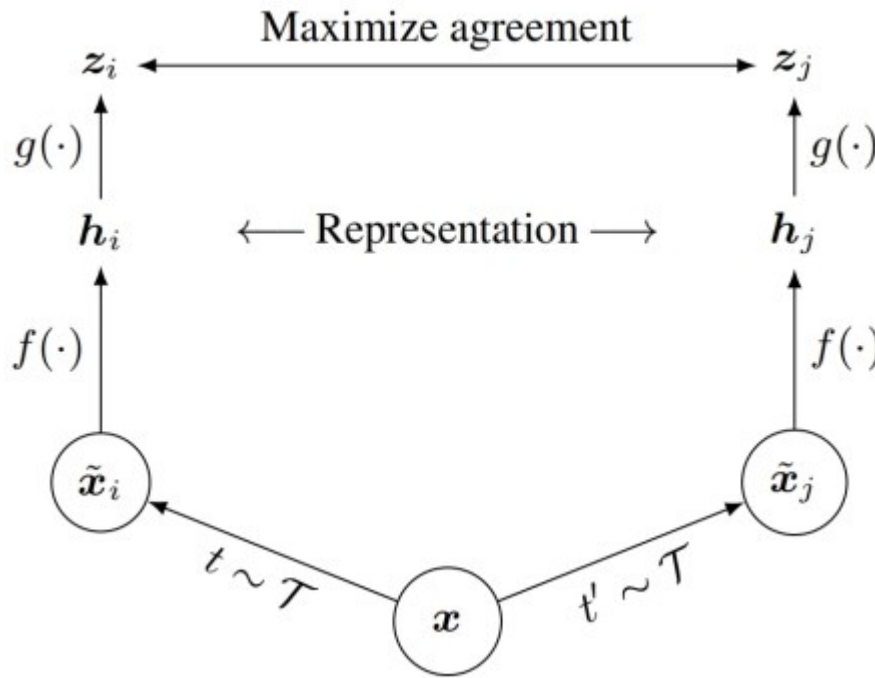 Maximize agreement
z_i z_j
g(·) g(·)
h_i ← Representation → h_j
f(·) f(·)
x̃_i x̃_j
t ∼ 𝒯 t′ ∼ 𝒯
x